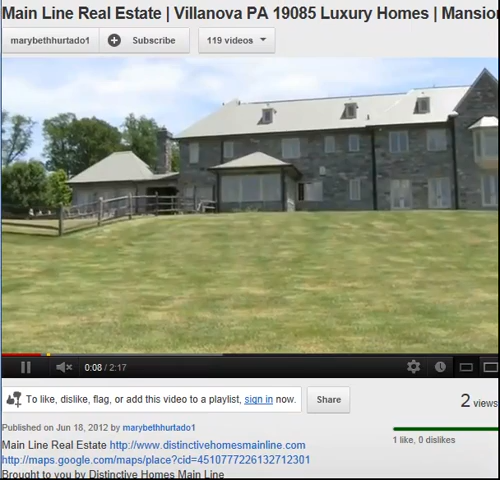 Main Line Real Estate | Villanova PA 19085 Luxury Homes | Mansio
marybethhurtado1 Subscribe 119 videos
0:08 / 2:17
To like, dislike, flag, or add this video to a playlist, sign in now. Share 2 views
Published on Jun 18, 2012 by marybethhurtado1
1 like, 0 dislikes
Main Line Real Estate http://www.distinctivehomesmainline.com
http://maps.google.com/maps/place?cid=4510777226132712301
Brought to you by Distinctive Homes Main Line